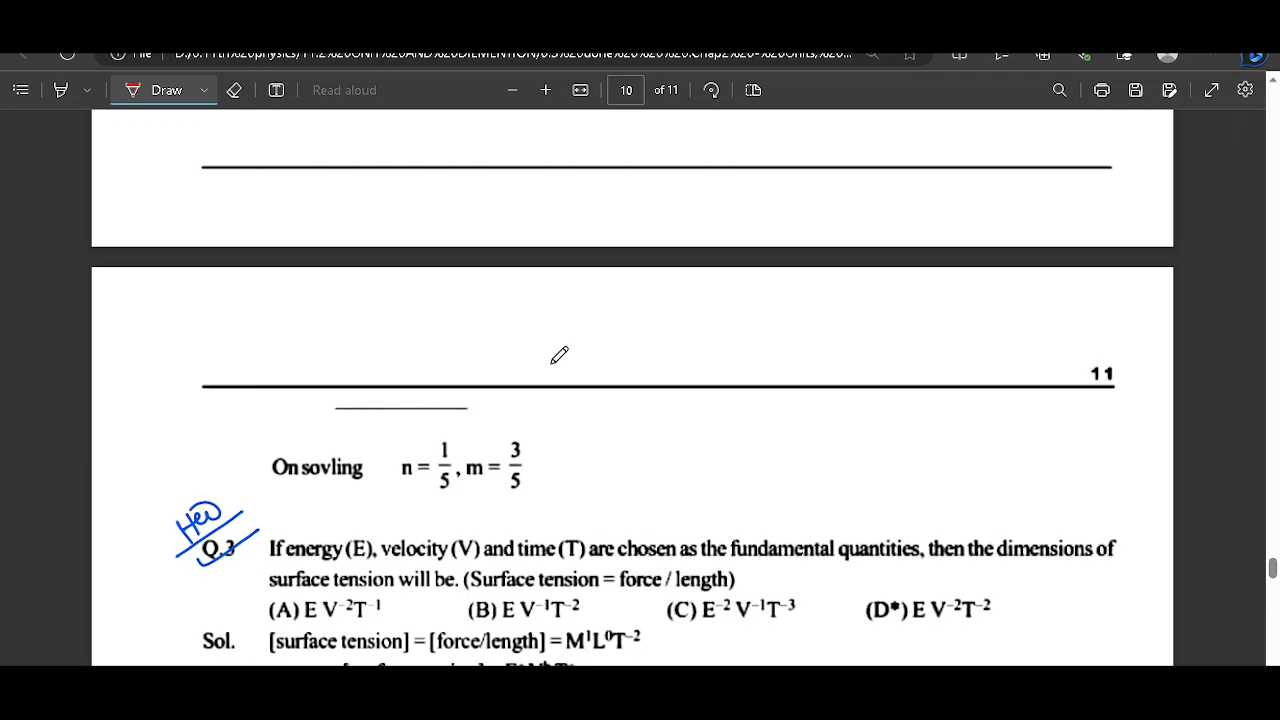 Draw
Read aloud
10 of 11
11
On sovling n = 1/5 , m = 3/5
HW
Q.3 If energy (E), velocity (V) and time (T) are chosen as the fundamental quantities, then the dimensions of
surface tension will be. (Surface tension = force / length)
(A) E V⁻²T⁻¹ (B) E V⁻¹T⁻² (C) E⁻² V⁻¹T⁻³ (D*) E V⁻²T⁻²
Sol. [surface tension] = [force/length] = M¹L⁰T⁻²